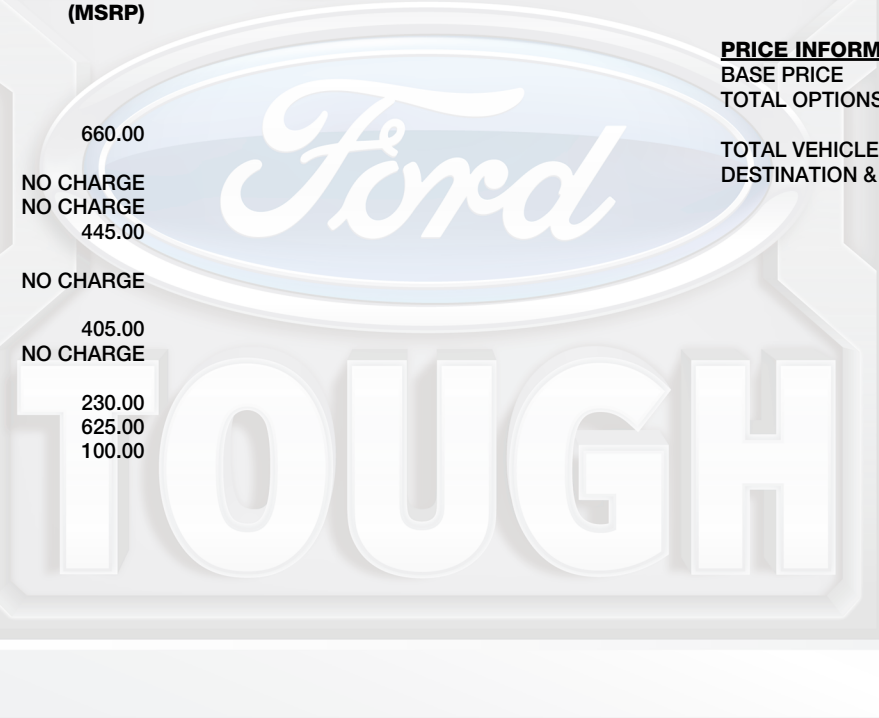 (MSRP)
660.00
NO CHARGE
NO CHARGE
445.00
NO CHARGE
405.00
NO CHARGE
230.00
625.00
100.00
PRICE INFORM
BASE PRICE
TOTAL OPTIONS
TOTAL VEHICLE
DESTINATION &
Ford
TOUGH